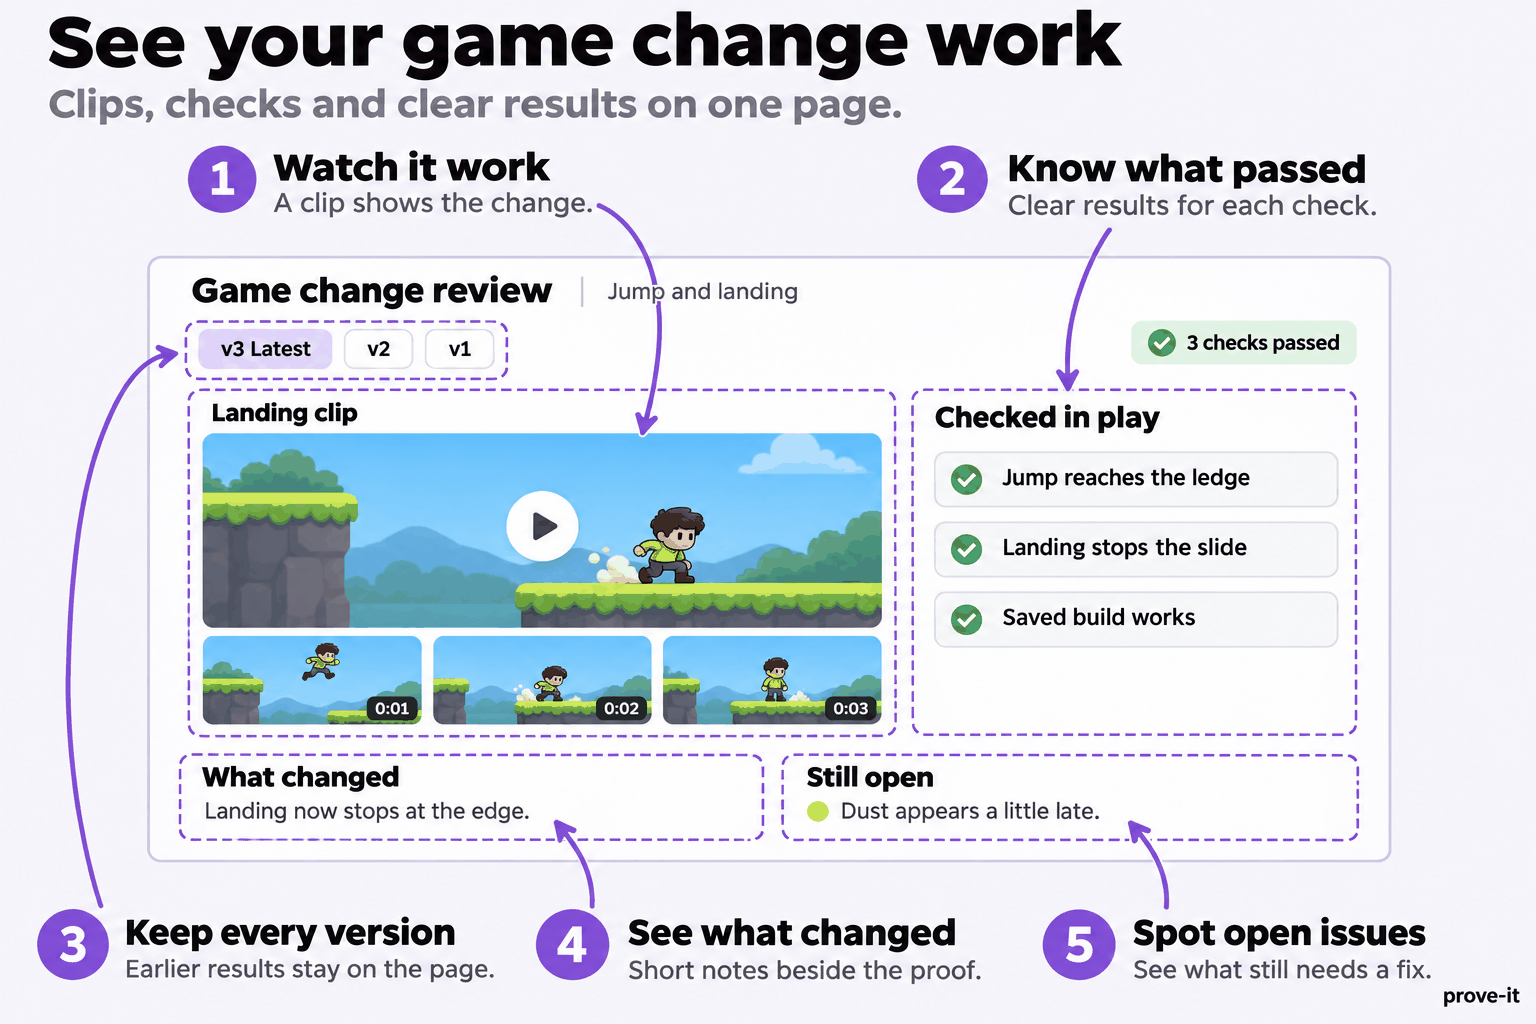 See your game change work
Clips, checks and clear results on one page.
1
Watch it work
A clip shows the change.
2
Know what passed
Clear results for each check.
Game change review
Jump and landing
v3 Latest
v2
v1
3 checks passed
Landing clip
0:01
0:02
0:03
Checked in play
Jump reaches the ledge
Landing stops the slide
Saved build works
What changed
Landing now stops at the edge.
Still open
Dust appears a little late.
3
Keep every version
Earlier results stay on the page.
4
See what changed
Short notes beside the proof.
5
Spot open issues
See what still needs a fix.
prove-it